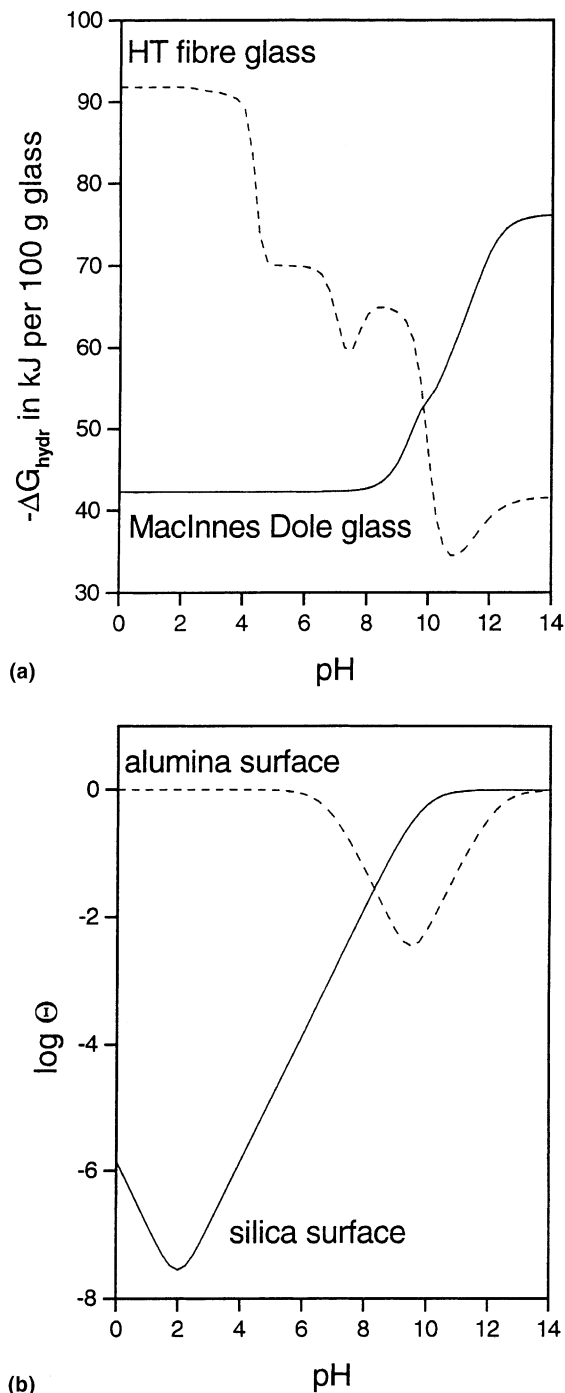 100
HT fibre glass
90
80
70
60
50
40
30
-ΔG_hydr in kJ per 100 g glass
MacInnes Dole glass
0 2 4 6 8 10 12 14
(a)
pH
alumina surface
0
-2
-4
-6
-8
log Θ
silica surface
0 2 4 6 8 10 12 14
pH
(b)